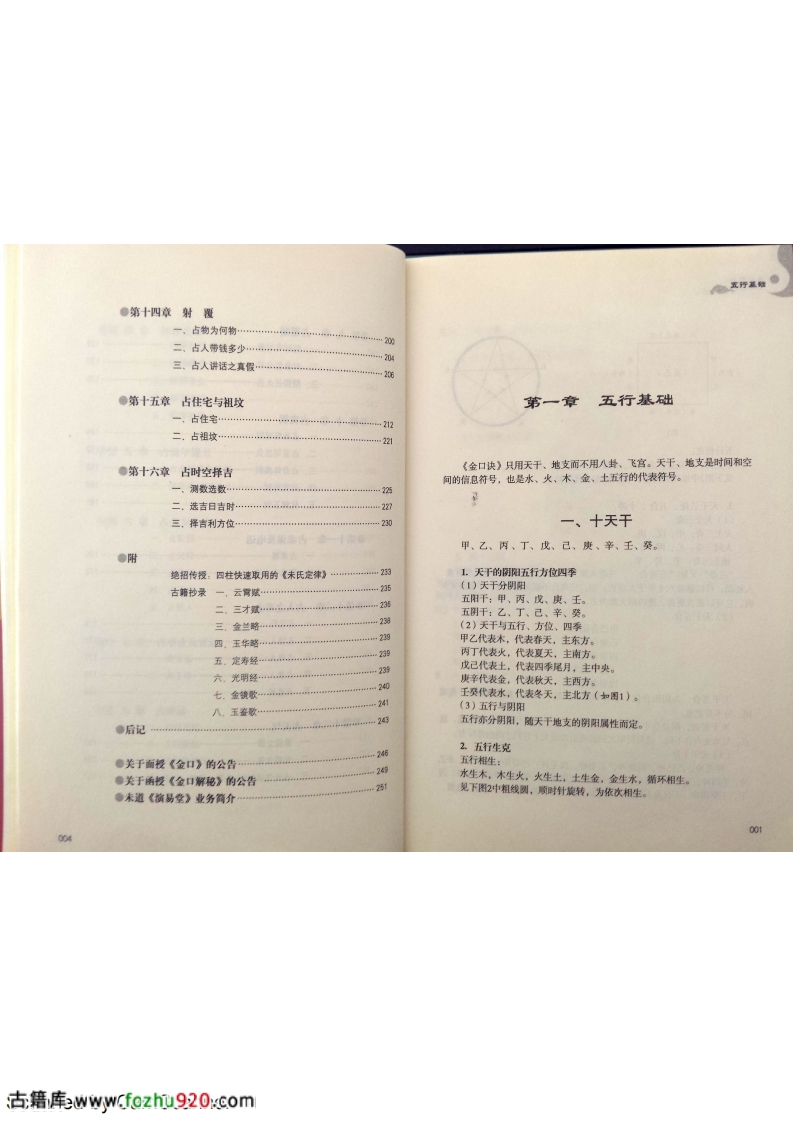 ●第十四章 射 覆
一、占物为何物……………………………200
二、占人带钱多少…………………………204
三、占人讲话之真假………………………206
●第十五章 占住宅与祖坟
一、占住宅…………………………………212
二、占祖坟…………………………………221
●第十六章 占时空择吉
一、测数选数………………………………225
二、选吉日吉时……………………………227
三、择吉利方位……………………………230
●附
绝招传授：四柱快速取用的《未氏定律》…233
古籍抄录 一、云霄赋……………………235
二、三才赋…………………………………236
三、金兰略…………………………………238
四、玉华略…………………………………239
五、定寿经…………………………………239
六、光明经…………………………………239
七、金镜歌…………………………………240
八、玉鉴歌…………………………………241
●后记………………………………………243
●关于面授《金口》的公告………………246
●关于函授《金口解秘》的公告…………249
●未道《演易堂》业务简介………………251
004
五行基础
第一章 五行基础
《金口诀》只用天干、地支而不用八卦、飞宫。天干、地支是时间和空
间的信息符号，也是水、火、木、金、土五行的代表符号。
一、十天干
甲、乙、丙、丁、戊、己、庚、辛、壬、癸。
1. 天干的阴阳五行方位四季
（1）天干分阴阳
五阳干：甲、丙、戊、庚、壬。
五阴干：乙、丁、己、辛、癸。
（2）天干与五行、方位、四季
甲乙代表木，代表春天，主东方。
丙丁代表火，代表夏天，主南方。
戊己代表土，代表四季尾月，主中央。
庚辛代表金，代表秋天，主西方。
壬癸代表水，代表冬天，主北方（如图1）。
（3）五行与阴阳
五行亦分阴阳，随天干地支的阴阳属性而定。
2. 五行生克
五行相生：
水生木，木生火，火生土，土生金，金生水，循环相生。
见下图2中粗线圆，顺时针旋转，为依次相生。
001
古籍库 www.fozhu920.com